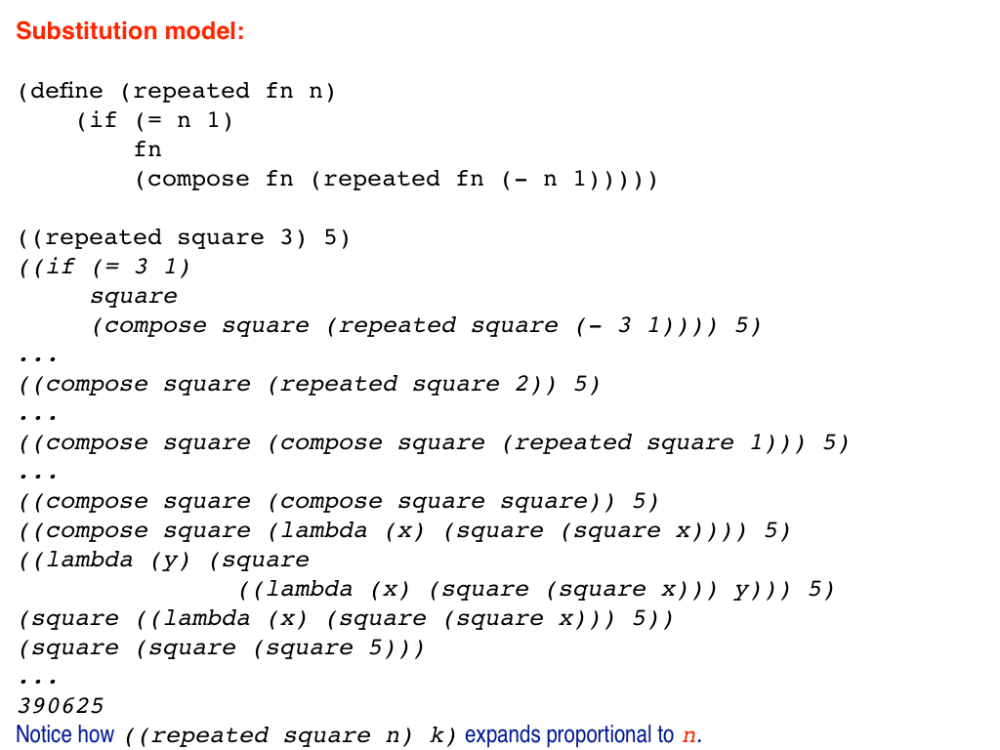 Substitution model:
(define (repeated fn n)
    (if (= n 1)
        fn
        (compose fn (repeated fn (- n 1)))))
((repeated square 3) 5)
((if (= 3 1)
     square
     (compose square (repeated square (- 3 1)))) 5)
...
((compose square (repeated square 2)) 5)
...
((compose square (compose square (repeated square 1))) 5)
...
((compose square (compose square square)) 5)
((compose square (lambda (x) (square (square x)))) 5)
((lambda (y) (square
               ((lambda (x) (square (square x))) y))) 5)
(square ((lambda (x) (square (square x))) 5))
(square (square (square 5)))
...
390625
Notice how ((repeated square n) k) expands proportional to n.